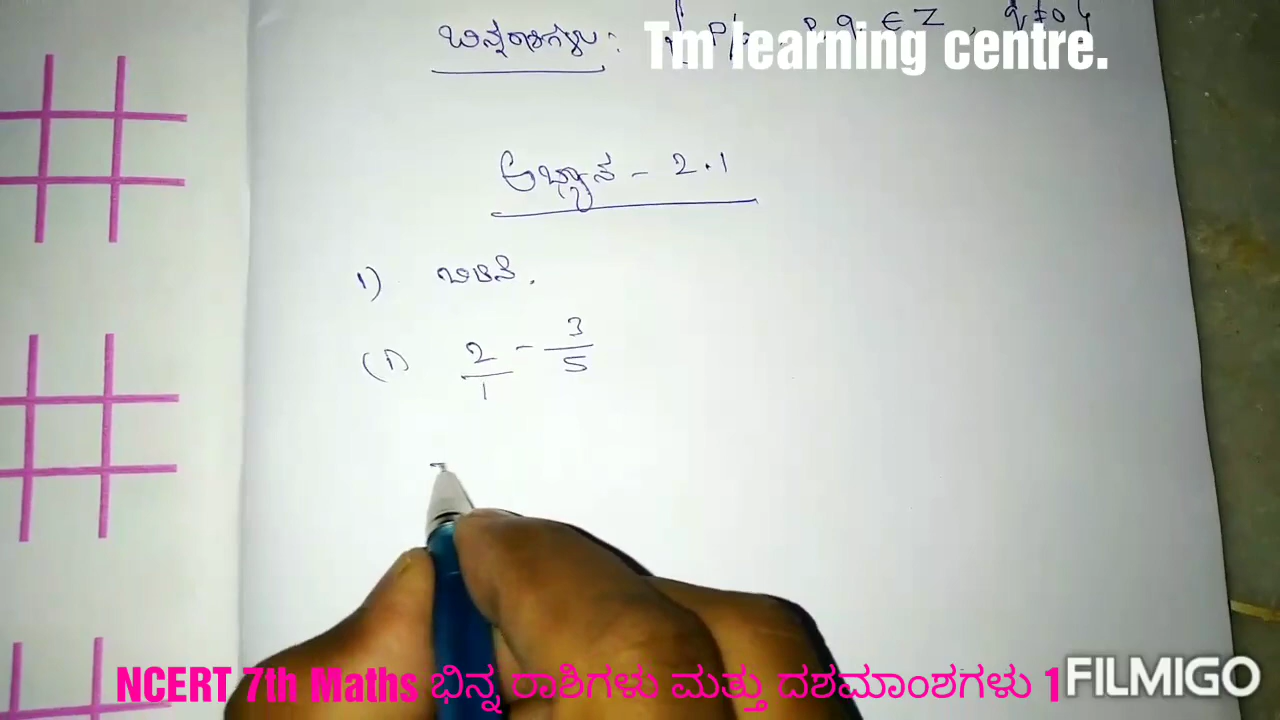 ಭಿನ್ನರಾಶಿಗಳು : { P/q, p, q ∈ Z, q ≠ 0 }
Tm learning centre.
ಅಭ್ಯಾಸ - 2.1
1) ಬಿಡಿಸಿ.
(i) 2/1 - 3/5
NCERT 7th Maths ಭಿನ್ನ ರಾಶಿಗಳು ಮತ್ತು ದಶಮಾಂಶಗಳು 1
FILMIGO